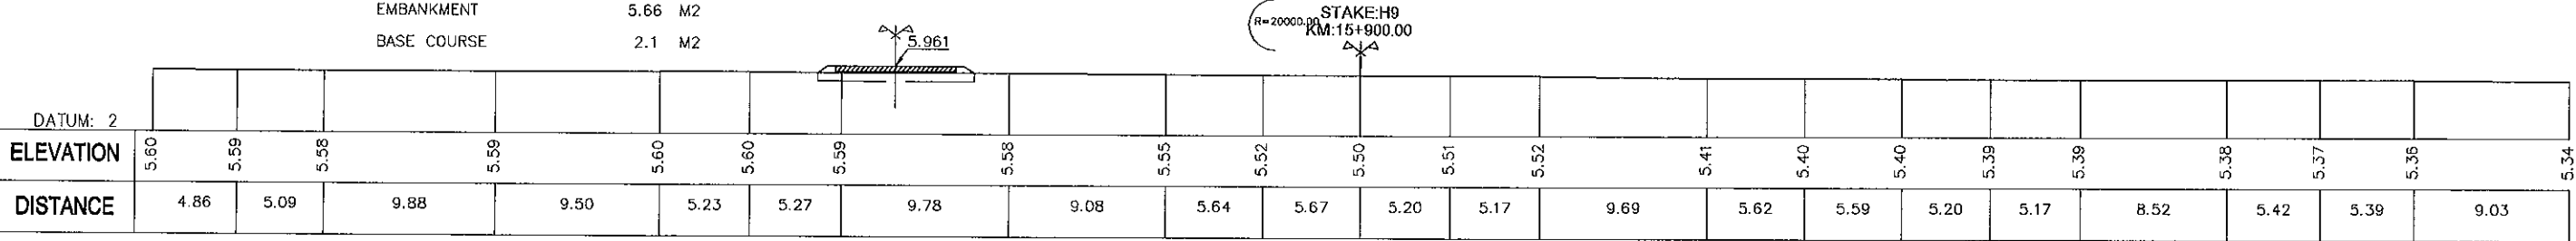 EMBANKMENT 5.66 M2
BASE COURSE 2.1 M2
5.961
R=20000.00
STAKE:H9
KM:15+900.00
DATUM: 2
ELEVATION 5.60 5.59 5.58 5.59 5.60 5.60 5.59 5.58 5.55 5.52 5.50 5.51 5.52 5.41 5.40 5.40 5.39 5.39 5.38 5.37 5.36 5.34
DISTANCE 4.86 5.09 9.88 9.50 5.23 5.27 9.78 9.08 5.64 5.67 5.20 5.17 9.69 5.62 5.59 5.20 5.17 8.52 5.42 5.39 9.03